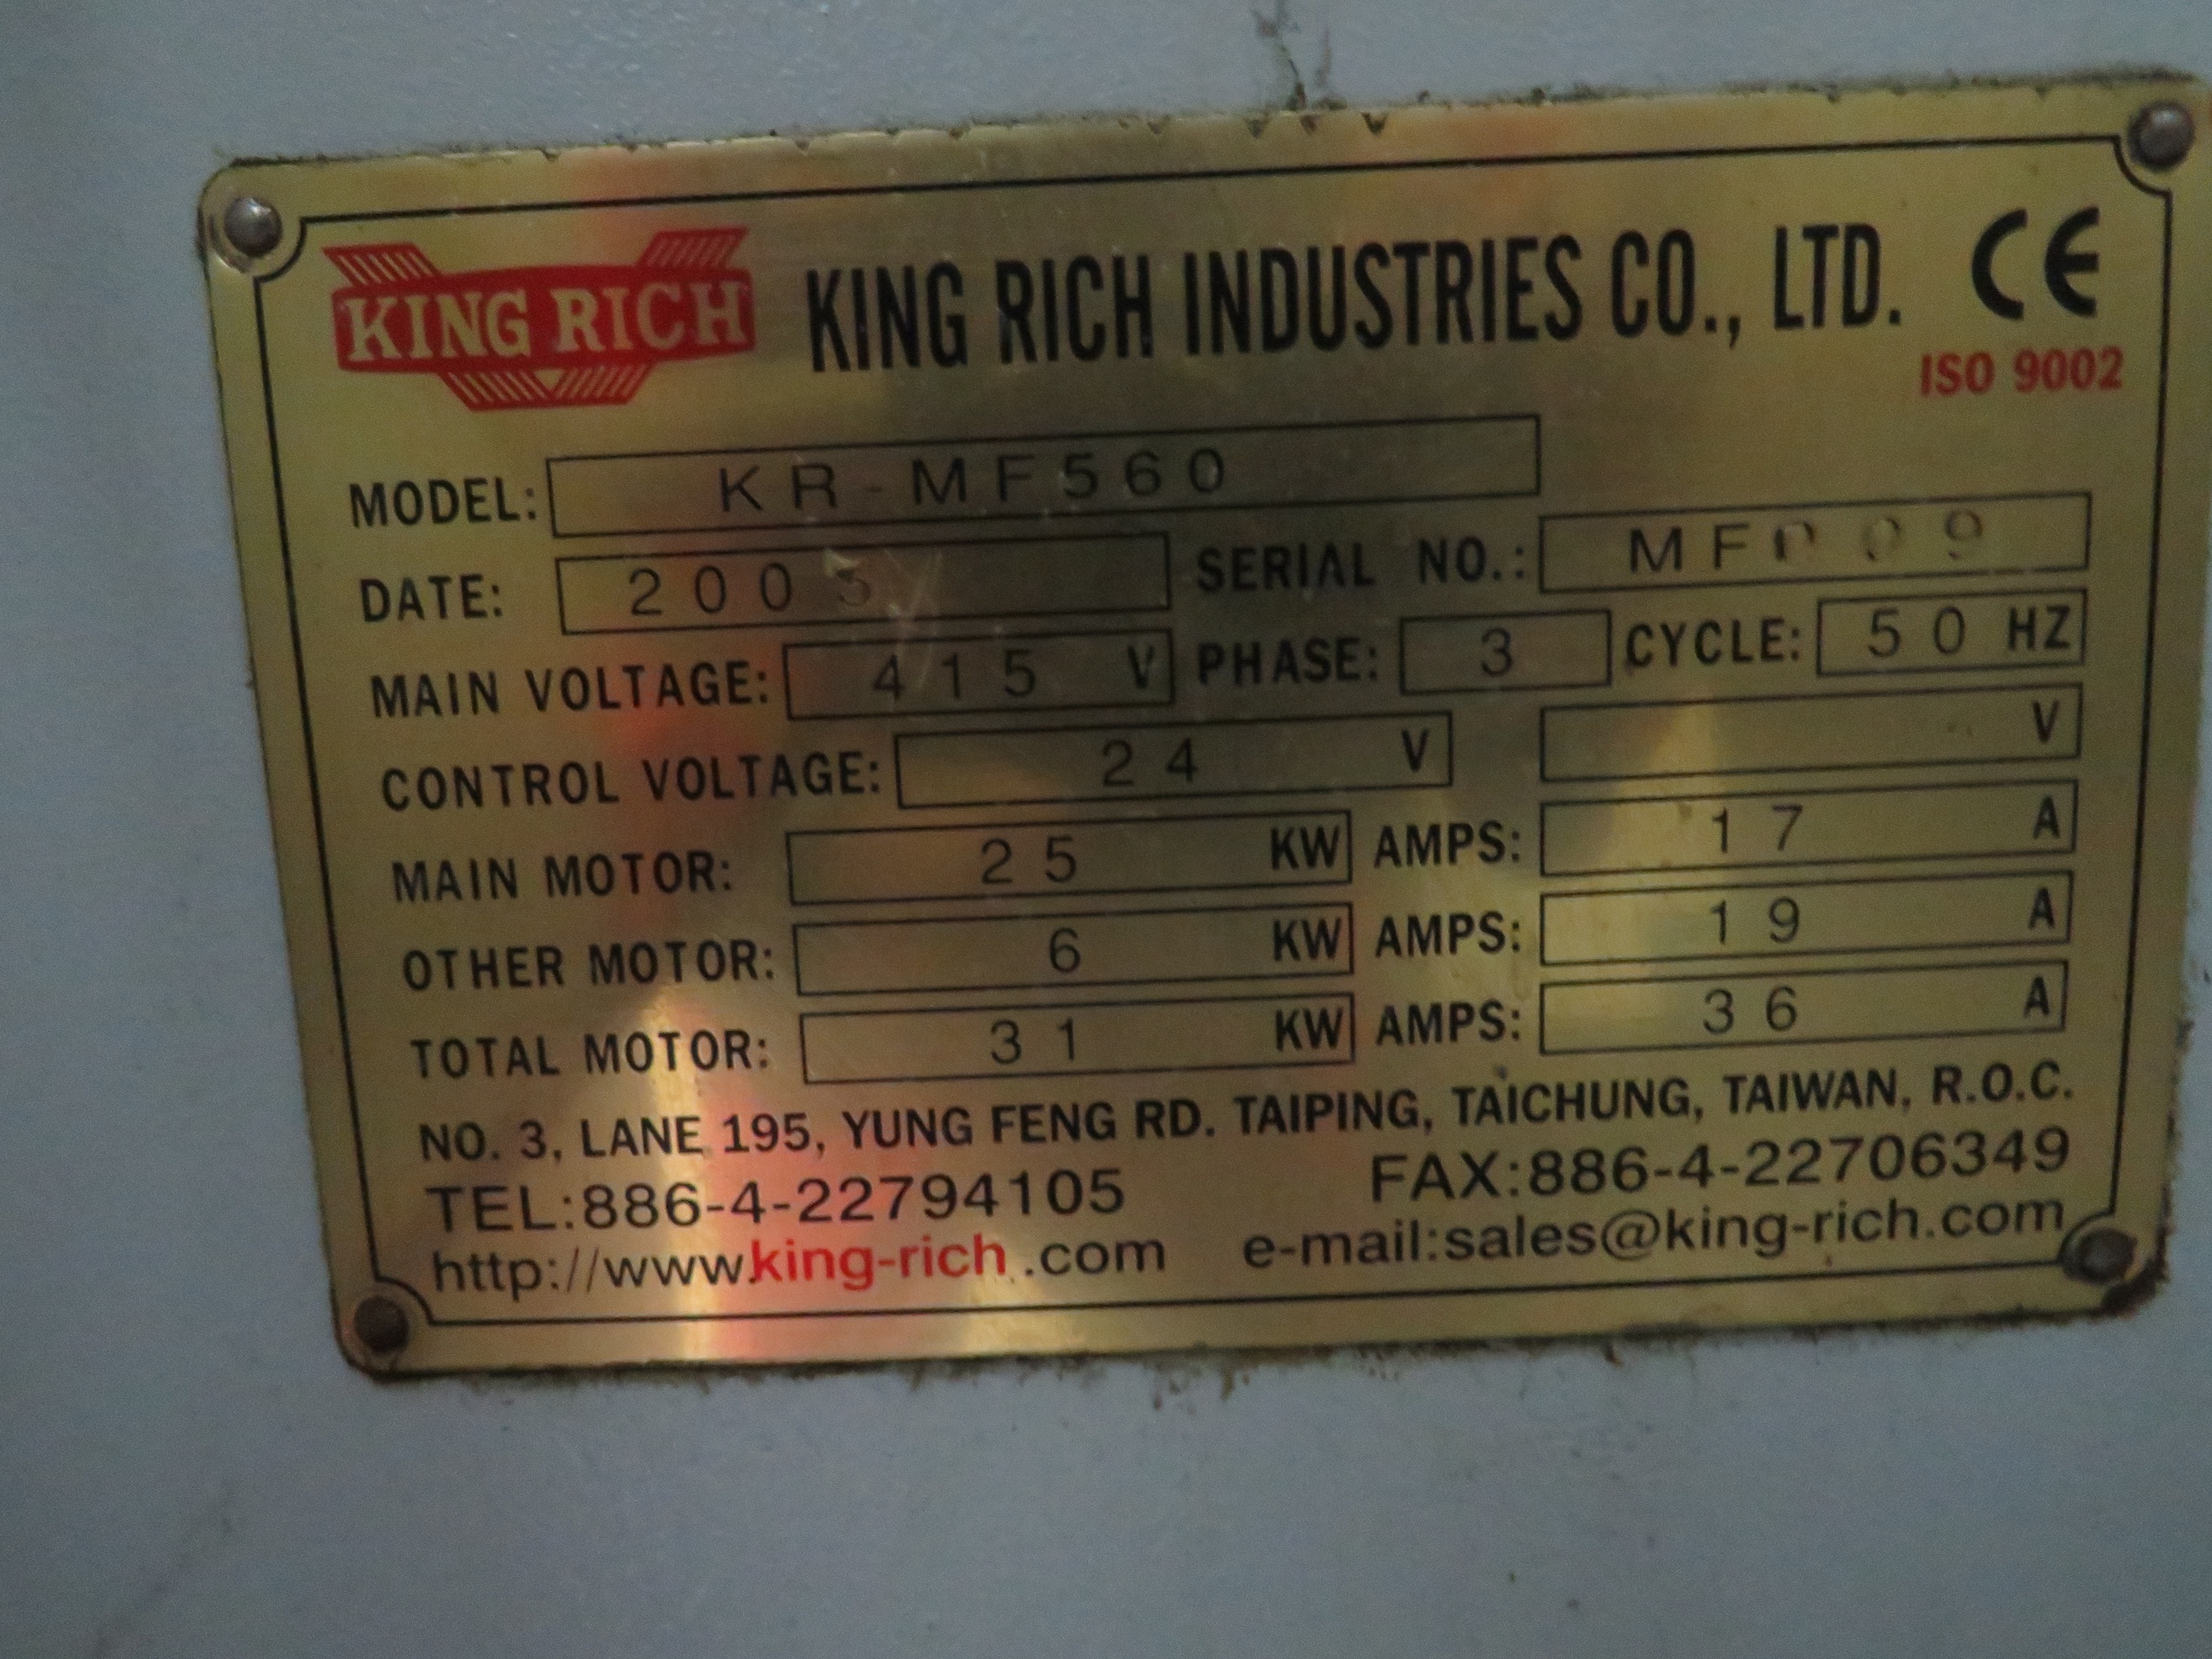 KING RICH KING RICH INDUSTRIES CO., LTD. CE
ISO 9002
MODEL: KR-MF560
DATE: SERIAL NO.:
MAIN VOLTAGE: 415 V PHASE: 3 CYCLE: 50 HZ
CONTROL VOLTAGE: 24 V V
MAIN MOTOR: 25 KW AMPS: 17 A
OTHER MOTOR: 6 KW AMPS: 19 A
TOTAL MOTOR: 31 KW AMPS: 36 A
NO. 3, LANE 195, YUNG FENG RD. TAIPING, TAICHUNG, TAIWAN, R.O.C.
TEL:886-4-22794105 FAX:886-4-22706349
http://www.king-rich.com e-mail:sales@king-rich.com